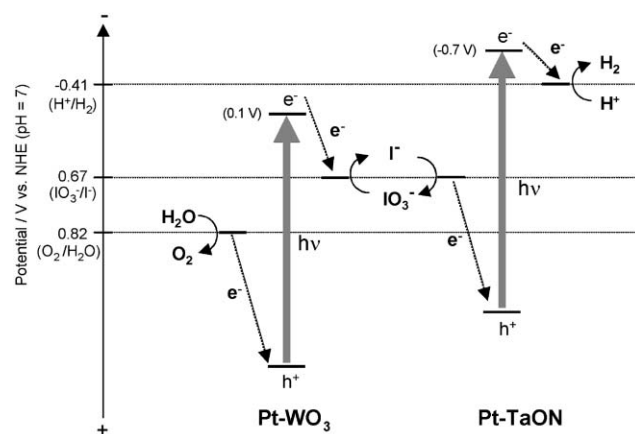 -
Potential / V vs. NHE (pH = 7)
-0.41
(H⁺/H₂)
0.67
(IO₃⁻/I⁻)
0.82
(O₂/H₂O)
+
e⁻
(0.1 V)
e⁻
I⁻
IO₃⁻
H₂O
O₂
e⁻
hν
h⁺
Pt-WO₃
e⁻
(-0.7 V)
e⁻
H₂
H⁺
hν
e⁻
h⁺
Pt-TaON